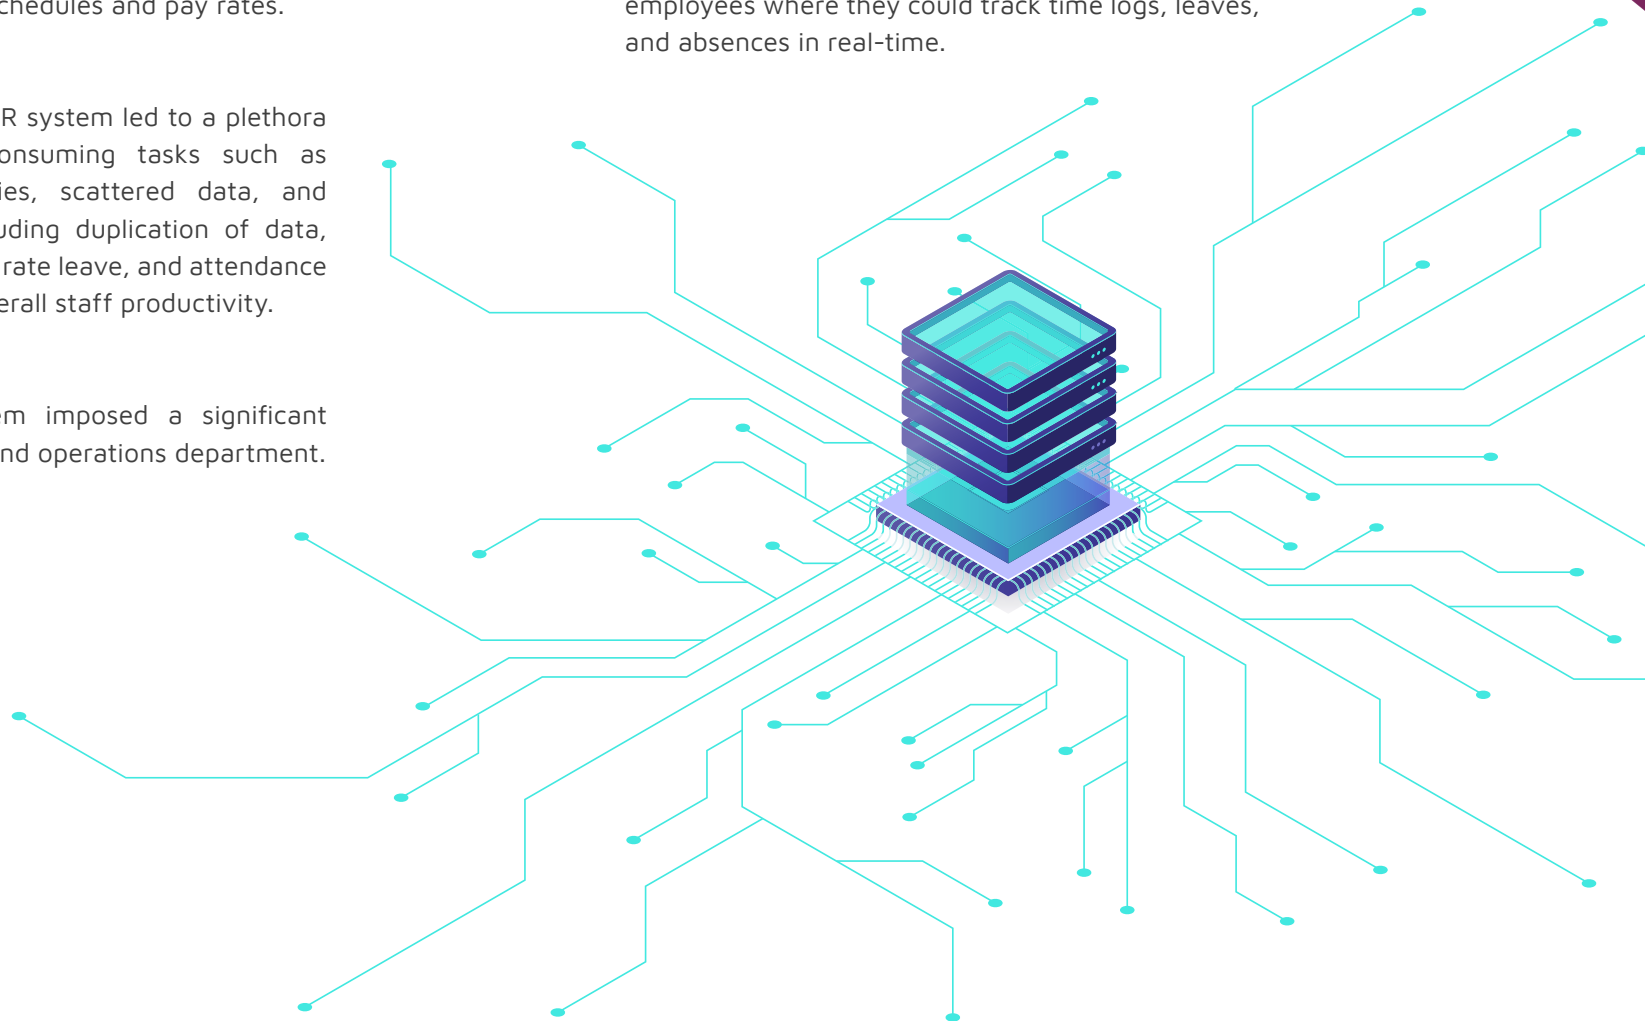 chedules and pay rates.
R system led to a plethora
onsuming tasks such as
ies, scattered data, and
uding duplication of data,
rate leave, and attendance
erall staff productivity.
em imposed a significant
nd operations department.
employees where they could track time logs, leaves,
and absences in real-time.